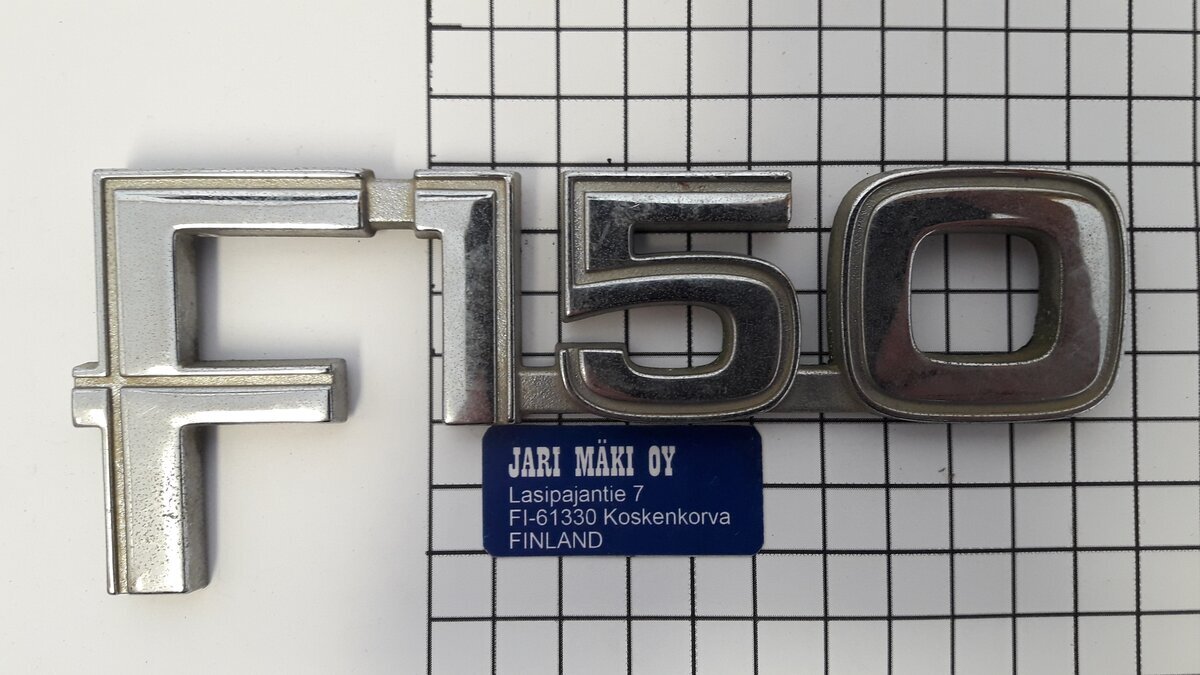 F150
JARI MÄKI OY
Lasipajantie 7
FI-61330 Koskenkorva
FINLAND